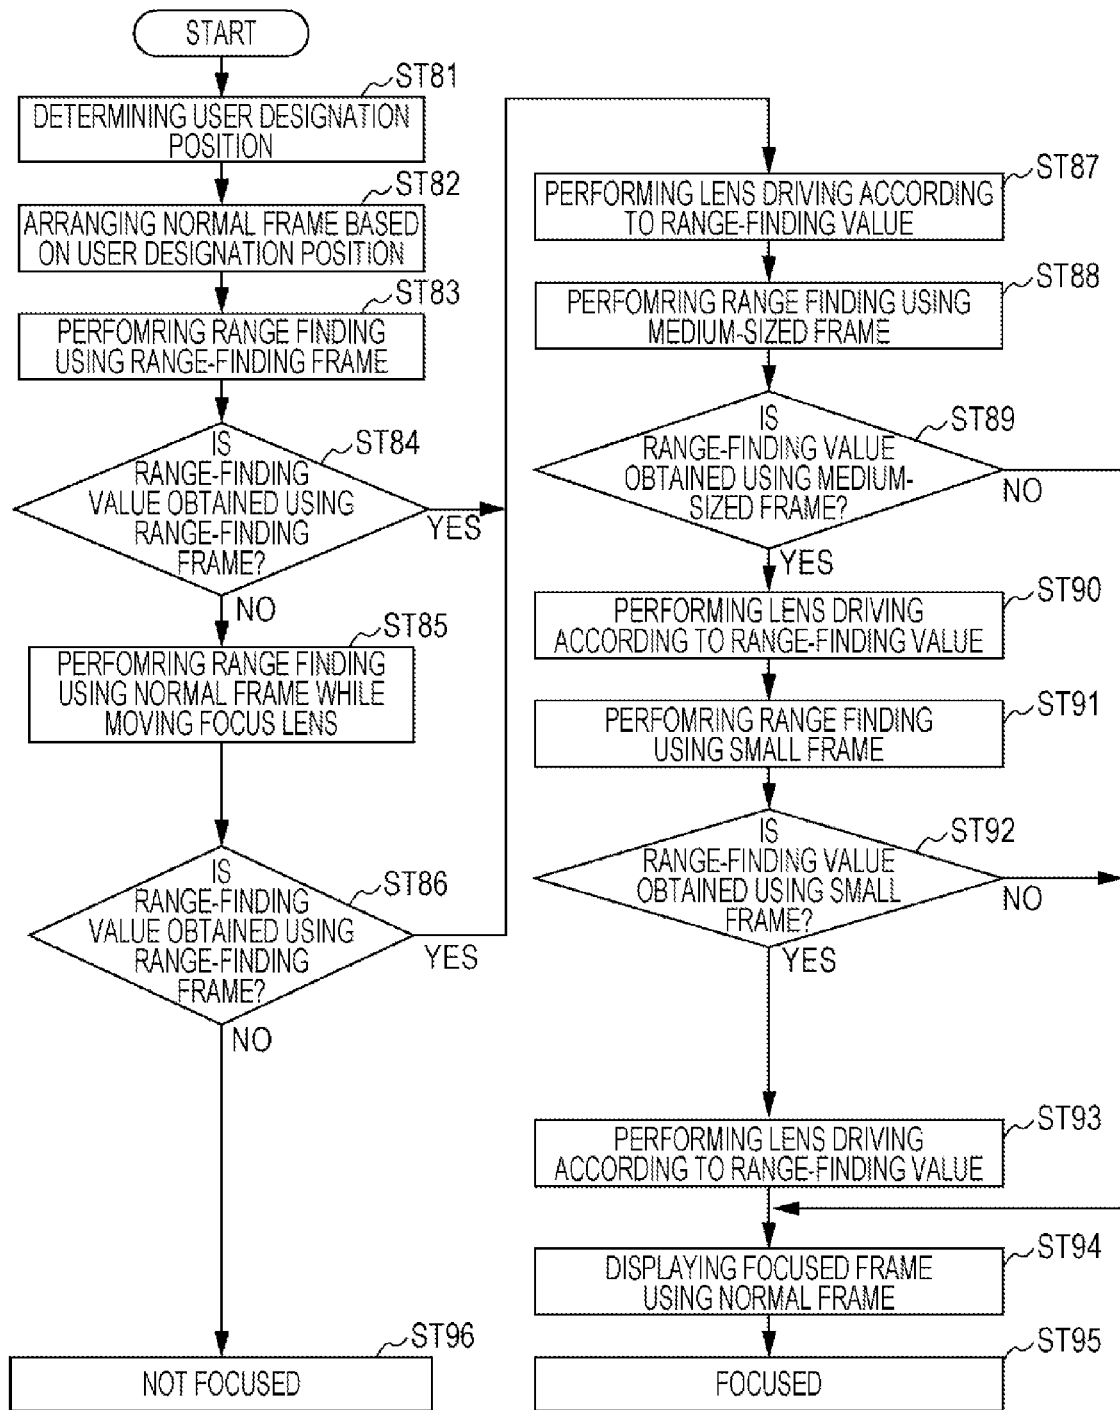 START
ST81
DETERMINING USER DESIGNATION
POSITION
ST82
ARRANGING NORMAL FRAME BASED
ON USER DESIGNATION POSITION
ST83
PERFOMRING RANGE FINDING
USING RANGE-FINDING FRAME
ST84
IS
RANGE-FINDING
VALUE OBTAINED USING
RANGE-FINDING
FRAME?
YES
NO
ST85
PERFOMRING RANGE FINDING
USING NORMAL FRAME WHILE
MOVING FOCUS LENS
ST86
IS
RANGE-FINDING
VALUE OBTAINED USING
RANGE-FINDING
FRAME?
YES
NO
ST96
NOT FOCUSED
ST87
PERFORMING LENS DRIVING ACCORDING
TO RANGE-FINDING VALUE
ST88
PERFOMRING RANGE FINDING USING
MEDIUM-SIZED FRAME
ST89
IS
RANGE-FINDING VALUE
OBTAINED USING MEDIUM-
SIZED FRAME?
NO
YES
ST90
PERFORMING LENS DRIVING
ACCORDING TO RANGE-FINDING VALUE
ST91
PERFOMRING RANGE FINDING
USING SMALL FRAME
ST92
IS
RANGE-FINDING VALUE
OBTAINED USING SMALL
FRAME?
NO
YES
ST93
PERFORMING LENS DRIVING
ACCORDING TO RANGE-FINDING VALUE
ST94
DISPLAYING FOCUSED FRAME
USING NORMAL FRAME
ST95
FOCUSED